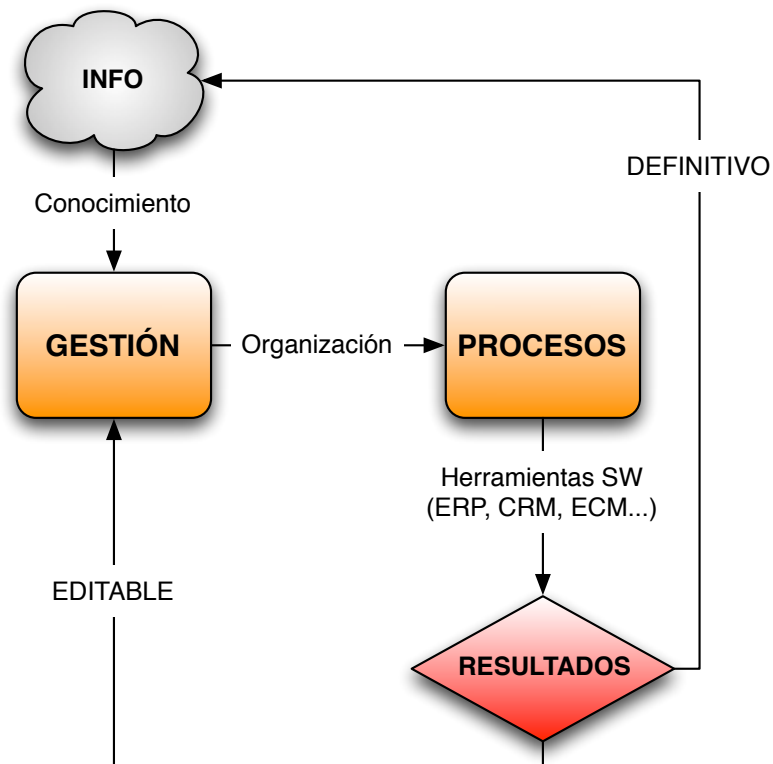 INFO
DEFINITIVO
Conocimiento
GESTIÓN
Organización
PROCESOS
Herramientas SW
(ERP, CRM, ECM...)
EDITABLE
RESULTADOS